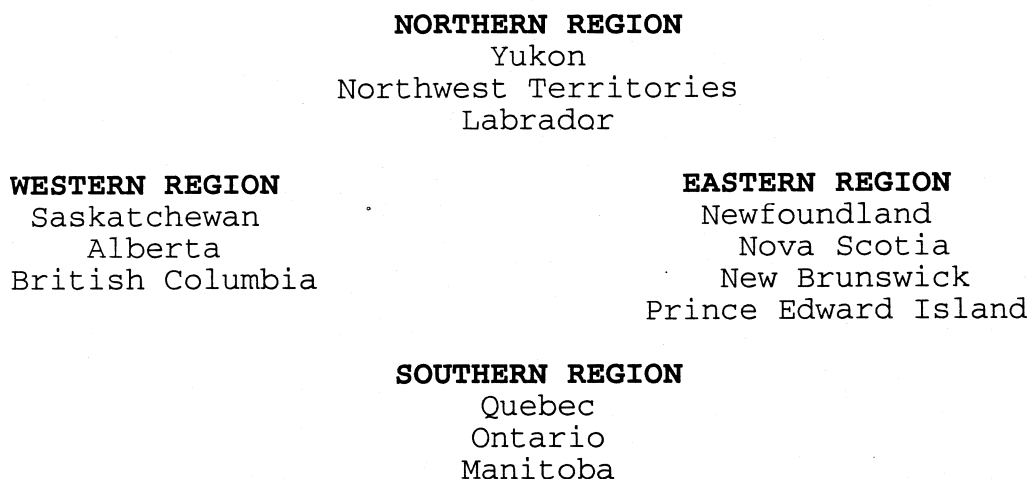 NORTHERN REGION
Yukon
Northwest Territories
Labrador
WESTERN REGION
Saskatchewan
Alberta
British Columbia
EASTERN REGION
Newfoundland
Nova Scotia
New Brunswick
Prince Edward Island
SOUTHERN REGION
Quebec
Ontario
Manitoba